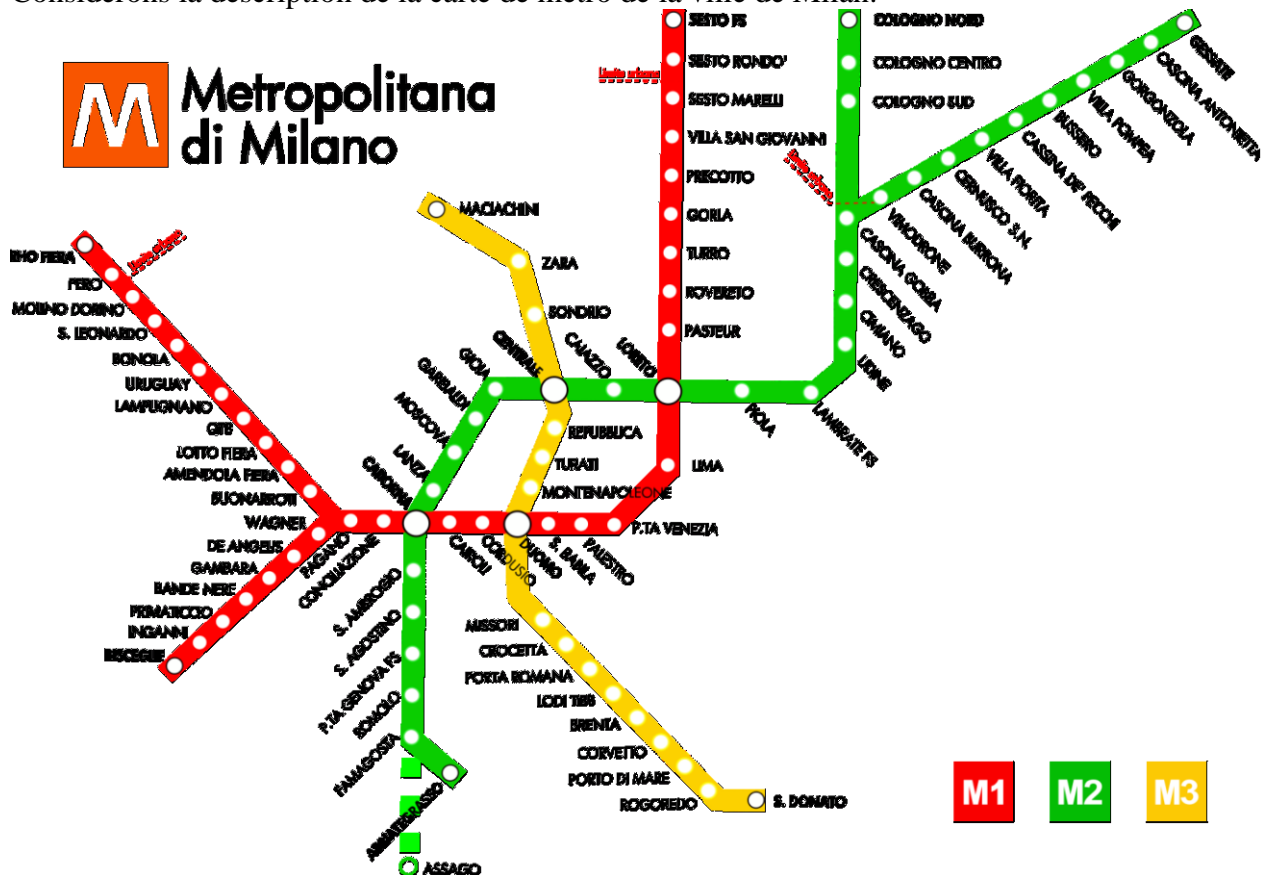 Considérons la description de la carte de métro de la ville de Milan.
M Metropolitana
di Milano
SESTO FS
SESTO RONDO'
SESTO MARELLI
VILLA SAN GIOVANNI
PRECOTTO
GORLA
TURRO
ROVERETO
PASTEUR
LORETO
LIMA
P.TA VENEZIA
PALESTRO
S. BABILA
DUOMO
CORDUSIO
CAIROLI
CADORNA
CONCILIAZIONE
PAGANO
RHO FIERA
PERO
MOLINO DORINO
S. LEONARDO
BONOLA
URUGUAY
LAMPUGNANO
QT8
LOTTO FIERA
AMENDOLA FIERA
BUONARROTI
WAGNER
DE ANGELIS
GAMBARA
BANDE NERE
PRIMATICCIO
INGANNI
BISCEGLIE
COLOGNO NORD
COLOGNO CENTRO
COLOGNO SUD
GESSATE
CASCINA ANTONIETTA
GORGONZOLA
VILLA POMPEA
BUSSERO
CASSINA DE' PECCHI
VILLA FIORITA
CERNUSCO S.N.
CASCINA BURRONA
VIMODRONE
CASCINA GOBBA
CRESCENZAGO
CIMIANO
UDINE
LAMBRATE FS
PIOLA
CAIAZZO
CENTRALE
GIOIA
GARIBALDI
MOSCOVA
LANZA
S. AMBROGIO
S. AGOSTINO
P.TA GENOVA FS
ROMOLO
FAMAGOSTA
ABBIATEGRASSO
ASSAGO
MACIACHINI
ZARA
SONDRIO
REPUBBLICA
TURATI
MONTENAPOLEONE
MISSORI
CROCETTA
PORTA ROMANA
LODI TIBB
BRENTA
CORVETTO
PORTO DI MARE
ROGOREDO
S. DONATO
M1 M2 M3